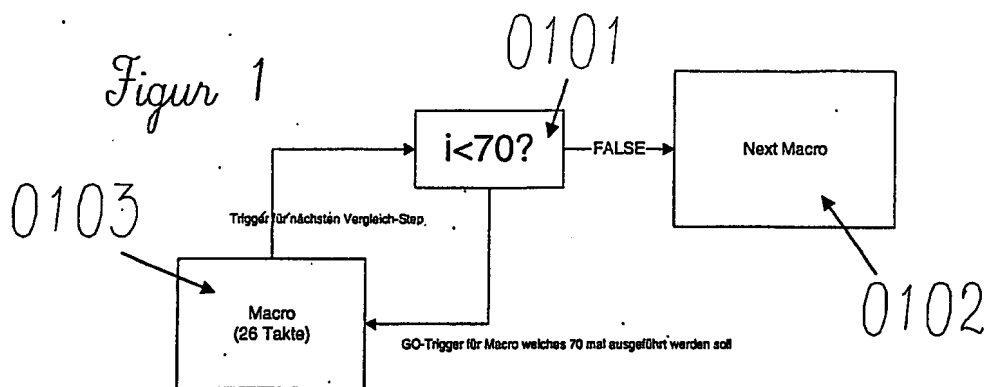 Figur 1
0101
i<70?
FALSE
Next Macro
0103
Trigger für nächsten Vergleich-Step
0102
Macro
(26 Takte)
GO-Trigger für Macro welches 70 mal ausgeführt werden soll